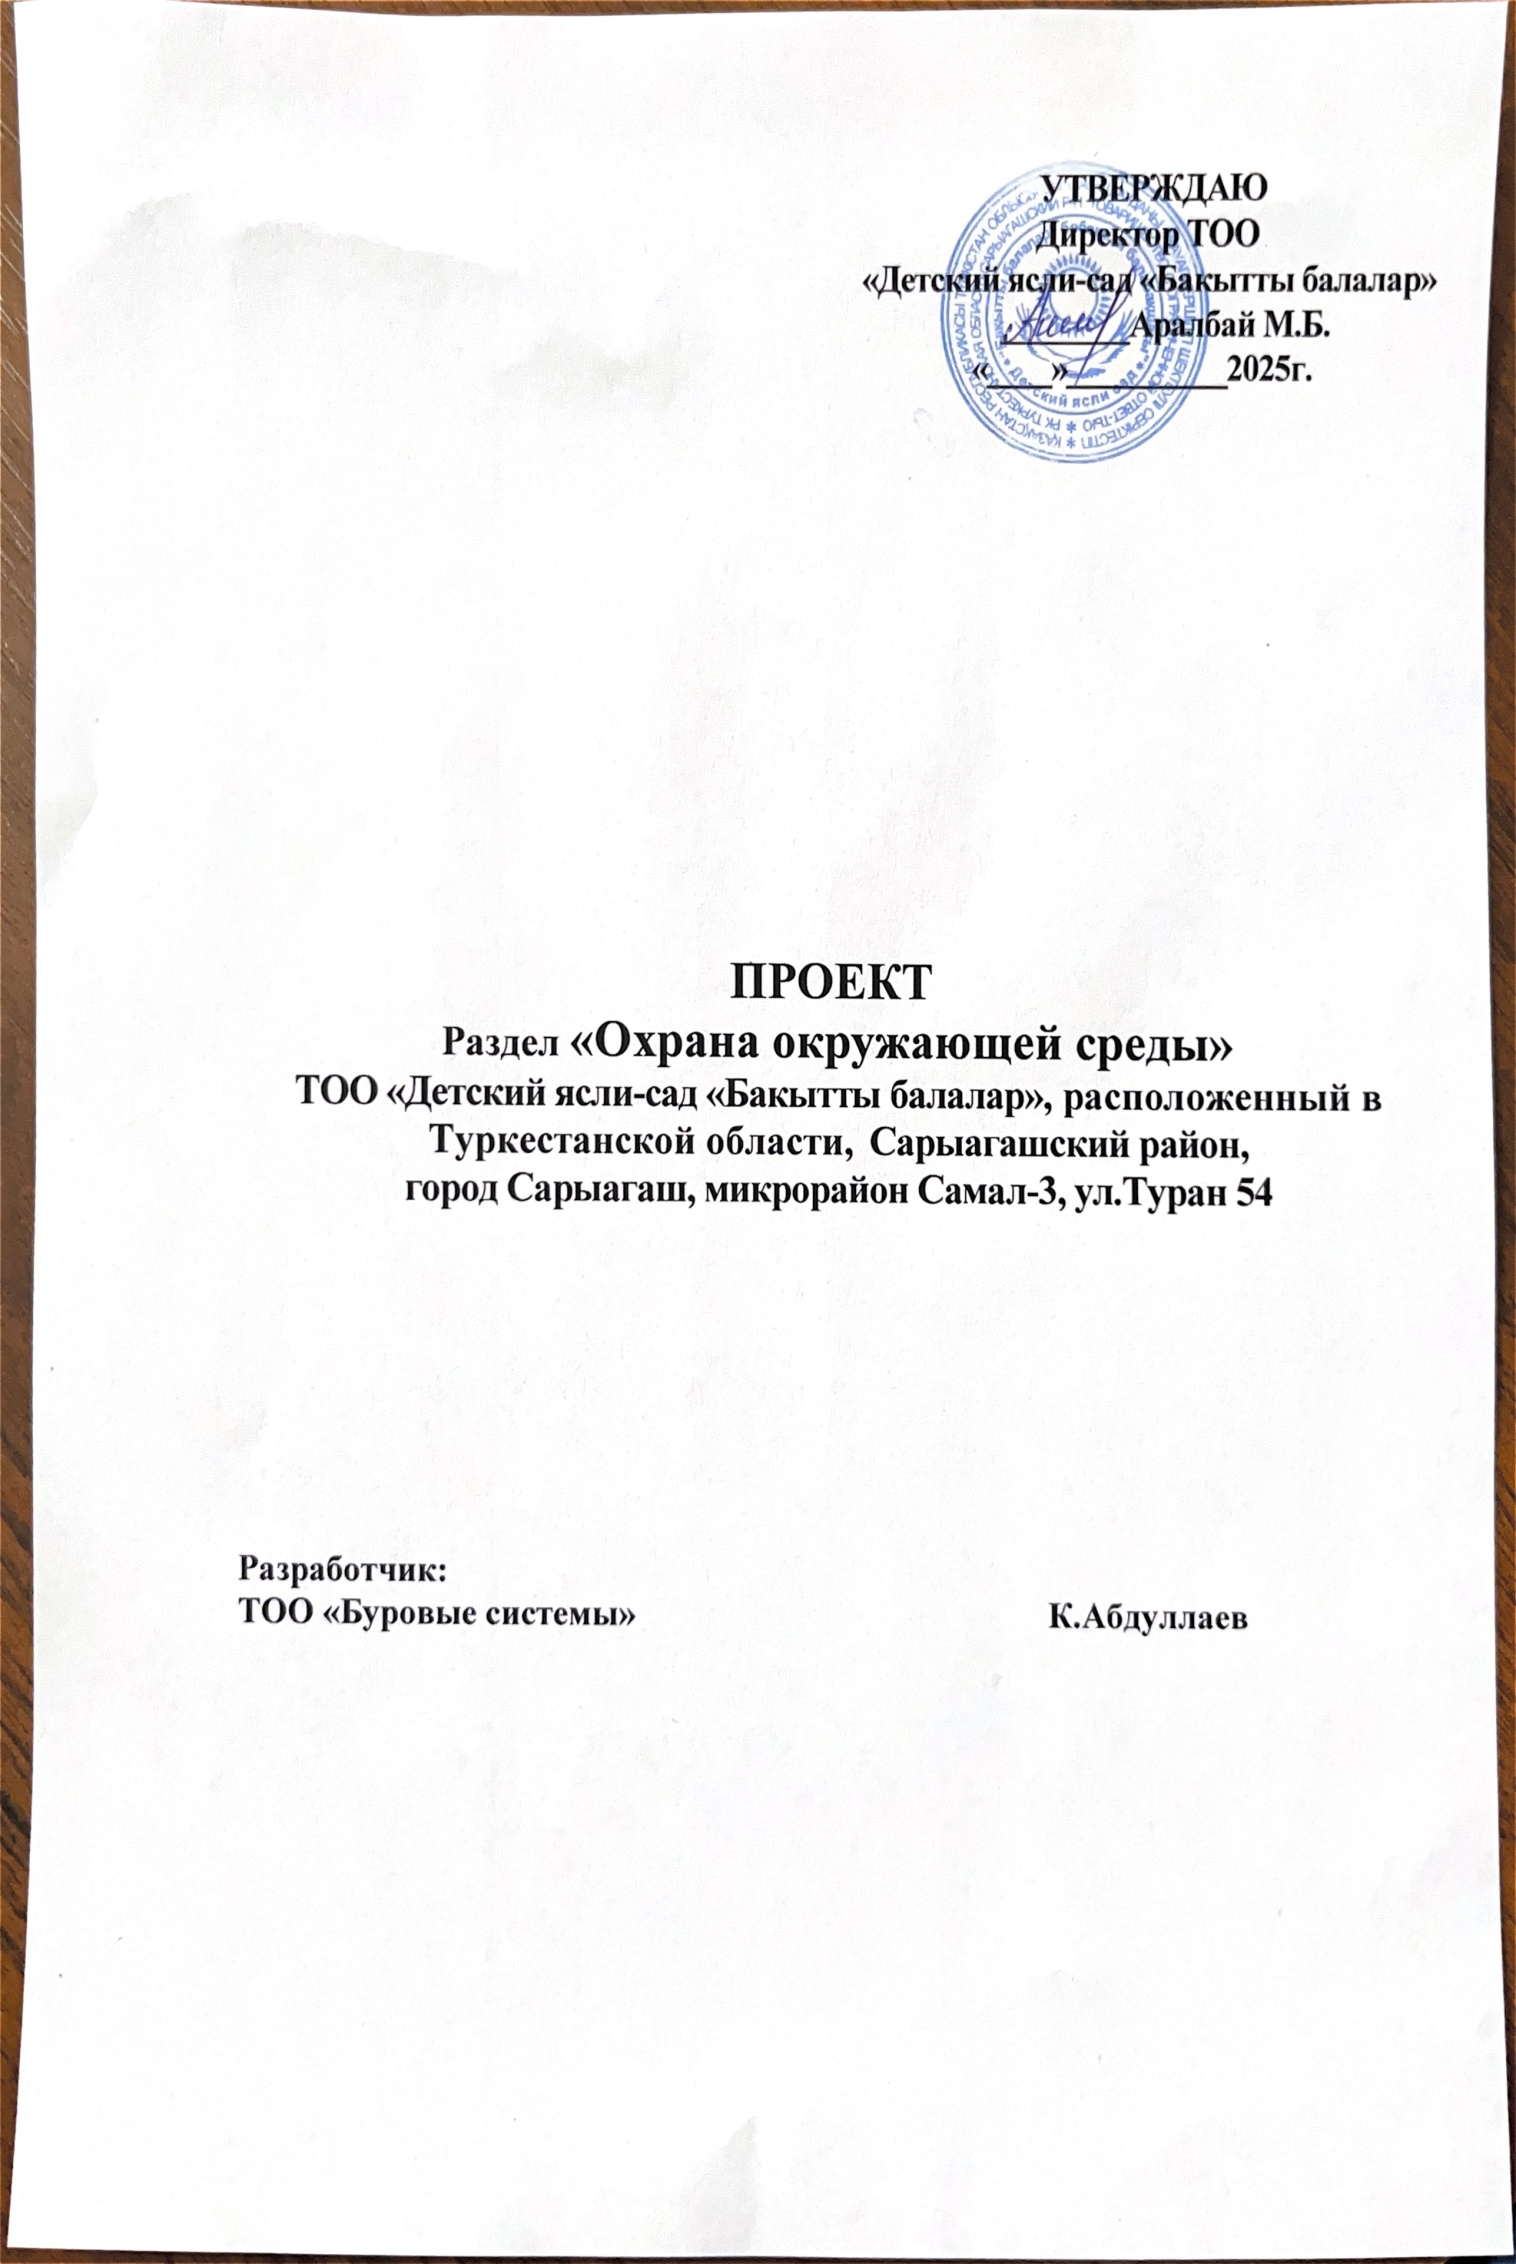 УТВЕРЖДАЮ
Директор ТОО
«Детский ясли-сад «Бакытты балалар»
________Аралбай М.Б.
«____»__________2025г.
ПРОЕКТ
Раздел «Охрана окружающей среды»
ТОО «Детский ясли-сад «Бакытты балалар», расположенный в
Туркестанской области, Сарыагашский район,
город Сарыагаш, микрорайон Самал-3, ул.Туран 54
Разработчик:
ТОО «Буровые системы» К.Абдуллаев